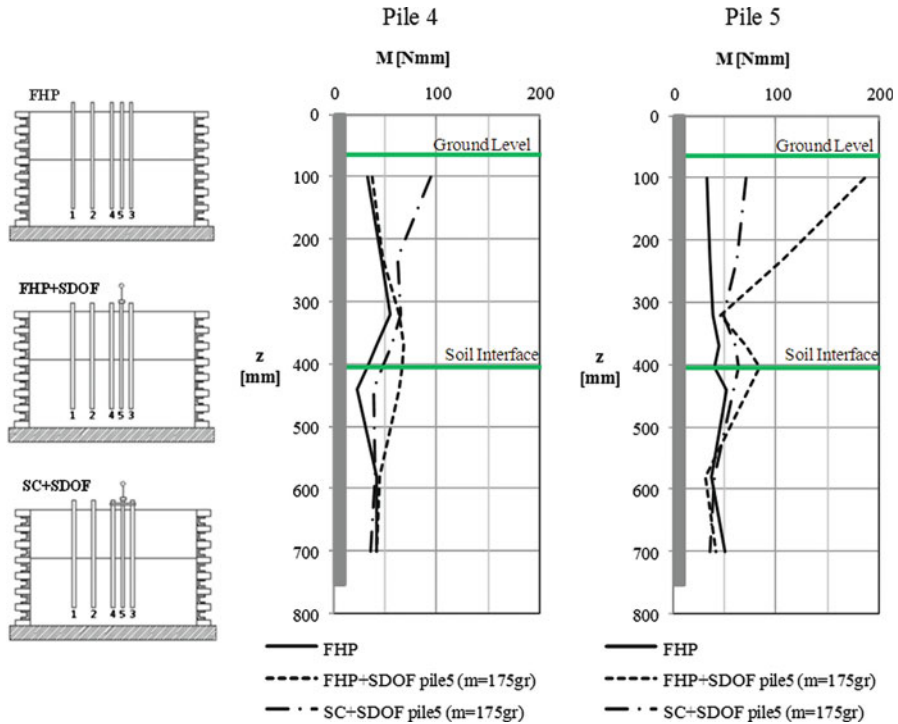 FHP
1 2 4 5 3
FHP+SDOF
1 2 4 5 3
SC+SDOF
1 2 4 5 3
Pile 4
M [Nmm]
0 100 200
0
100
200
300
400
500
600
700
800
z
[mm]
Ground Level
Soil Interface
FHP
FHP+SDOF pile5 (m=175gr)
SC+SDOF pile5 (m=175gr)
Pile 5
M [Nmm]
0 100 200
0
100
200
300
400
500
600
700
800
z
[mm]
Ground Level
Soil Interface
FHP
FHP+SDOF pile5 (m=175gr)
SC+SDOF pile5 (m=175gr)